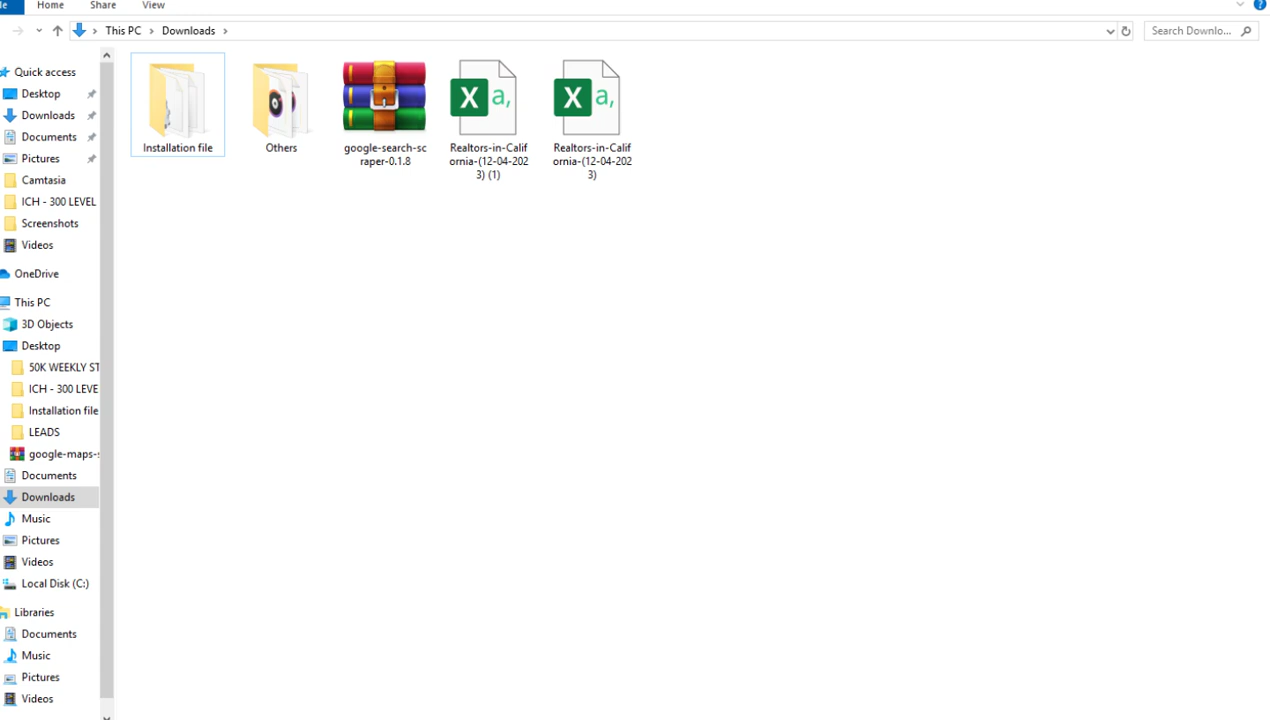 Home Share View
This PC Downloads
Search Downlo...
Quick access
Desktop
Downloads
Documents
Pictures
Camtasia
ICH - 300 LEVEL
Screenshots
Videos
OneDrive
This PC
3D Objects
Desktop
50K WEEKLY ST
ICH - 300 LEVE
Installation file
LEADS
google-maps-s
Documents
Downloads
Music
Pictures
Videos
Local Disk (C:)
Libraries
Documents
Music
Pictures
Videos
Installation file
Others
google-search-sc
raper-0.1.8
X a,
Realtors-in-Calif
ornia-(12-04-202
3) (1)
X a,
Realtors-in-Calif
ornia-(12-04-202
3)